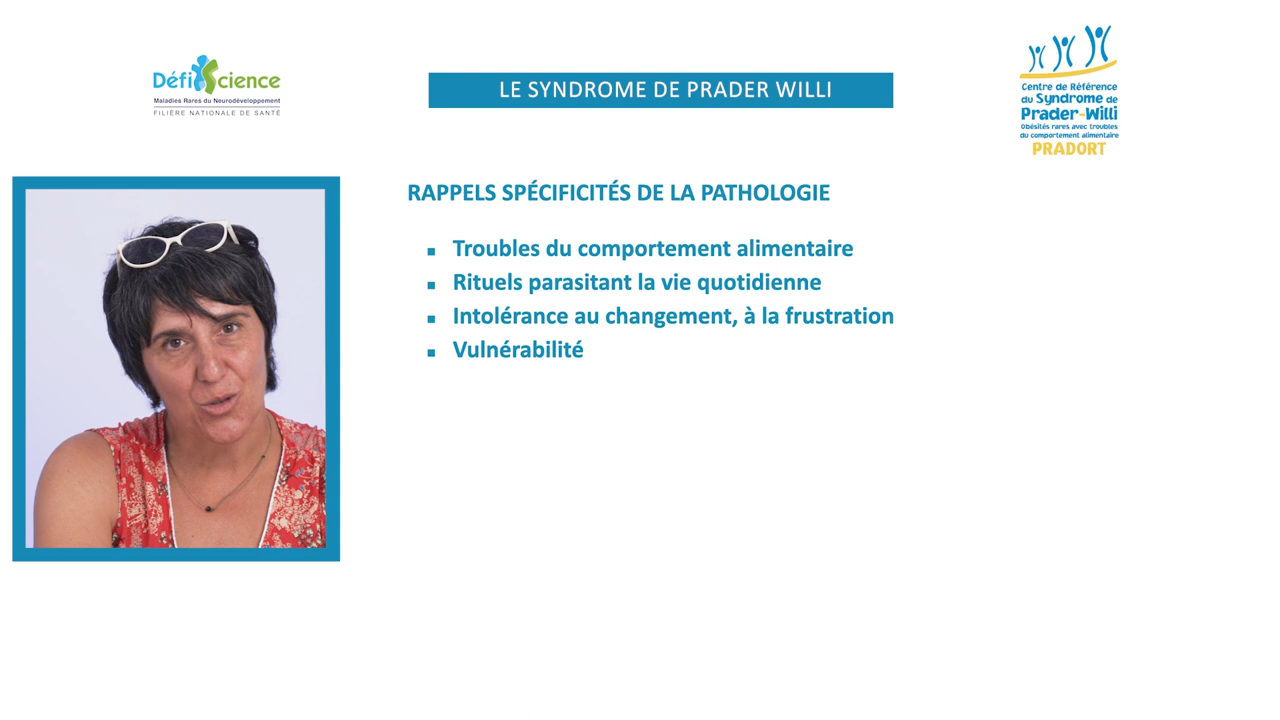 DéfiScience
Maladies Rares du Neurodéveloppement
FILIÈRE NATIONALE DE SANTÉ
LE SYNDROME DE PRADER WILLI
Centre de Référence
du Syndrome de
Prader-Willi
Obésités rares avec troubles
du comportement alimentaire
PRADORT
RAPPELS SPÉCIFICITÉS DE LA PATHOLOGIE
▪ Troubles du comportement alimentaire
▪ Rituels parasitant la vie quotidienne
▪ Intolérance au changement, à la frustration
▪ Vulnérabilité